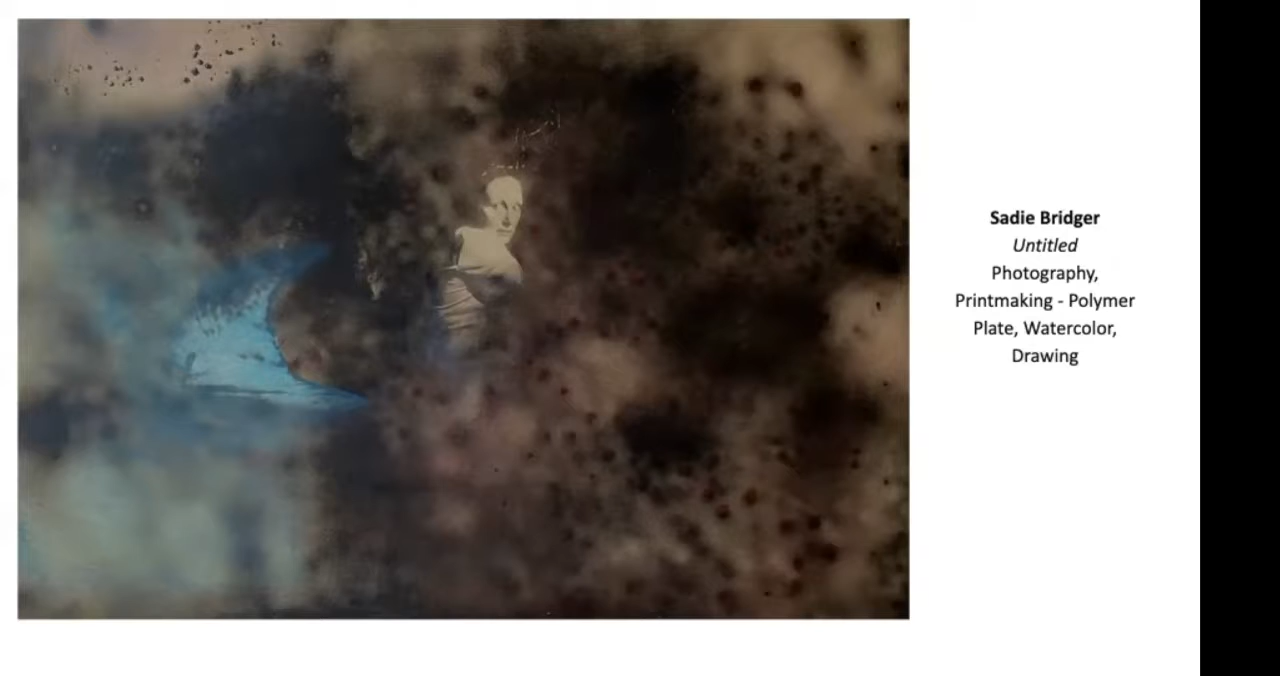 Sadie Bridger
Untitled
Photography,
Printmaking - Polymer
Plate, Watercolor,
Drawing